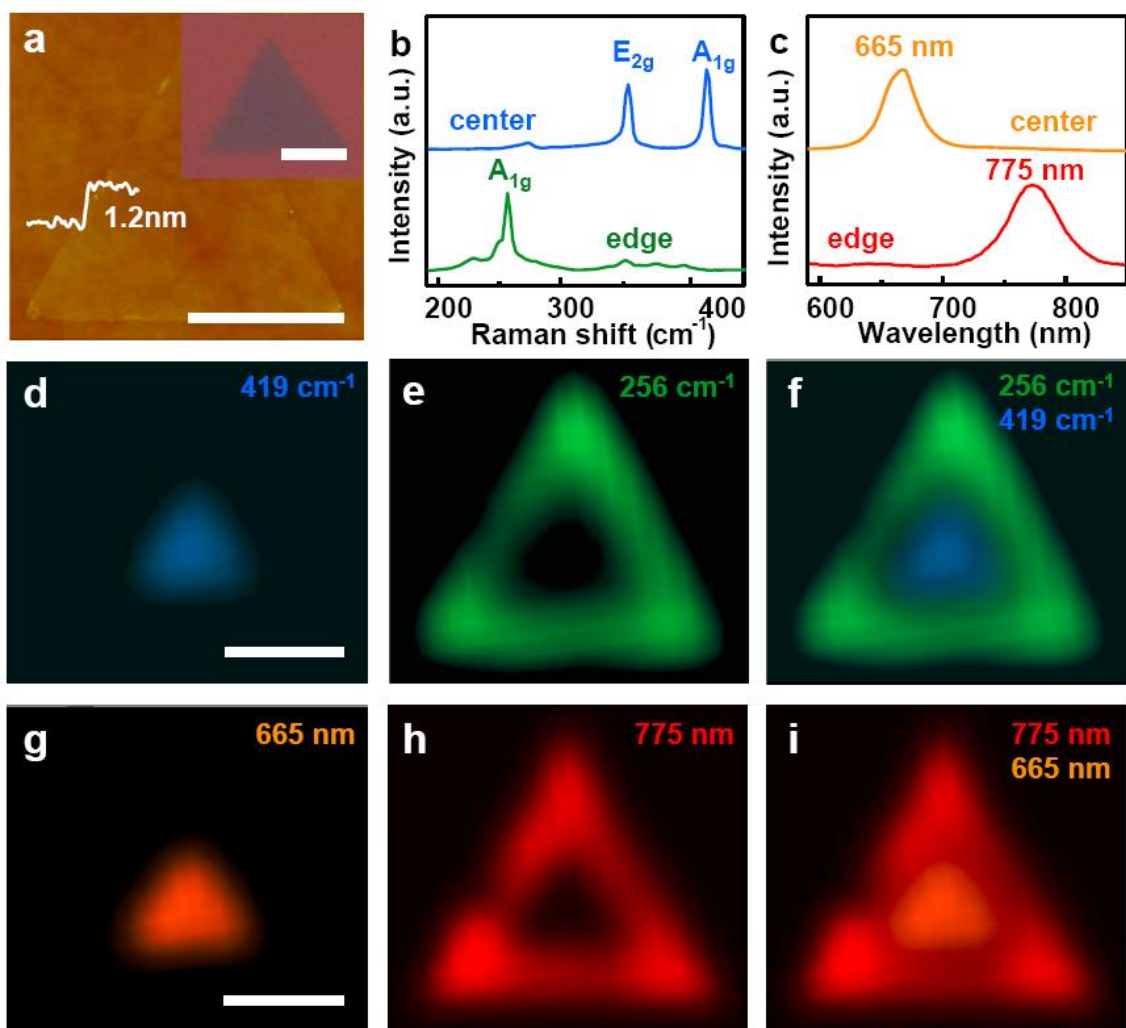 a
1.2nm
b
E2g
A1g
center
A1g
edge
Intensity (a.u.)
200
300
400
Raman shift (cm-1)
c
665 nm
center
775 nm
edge
Intensity (a.u.)
600
700
800
Wavelength (nm)
d
419 cm-1
e
256 cm-1
f
256 cm-1
419 cm-1
g
665 nm
h
775 nm
i
775 nm
665 nm